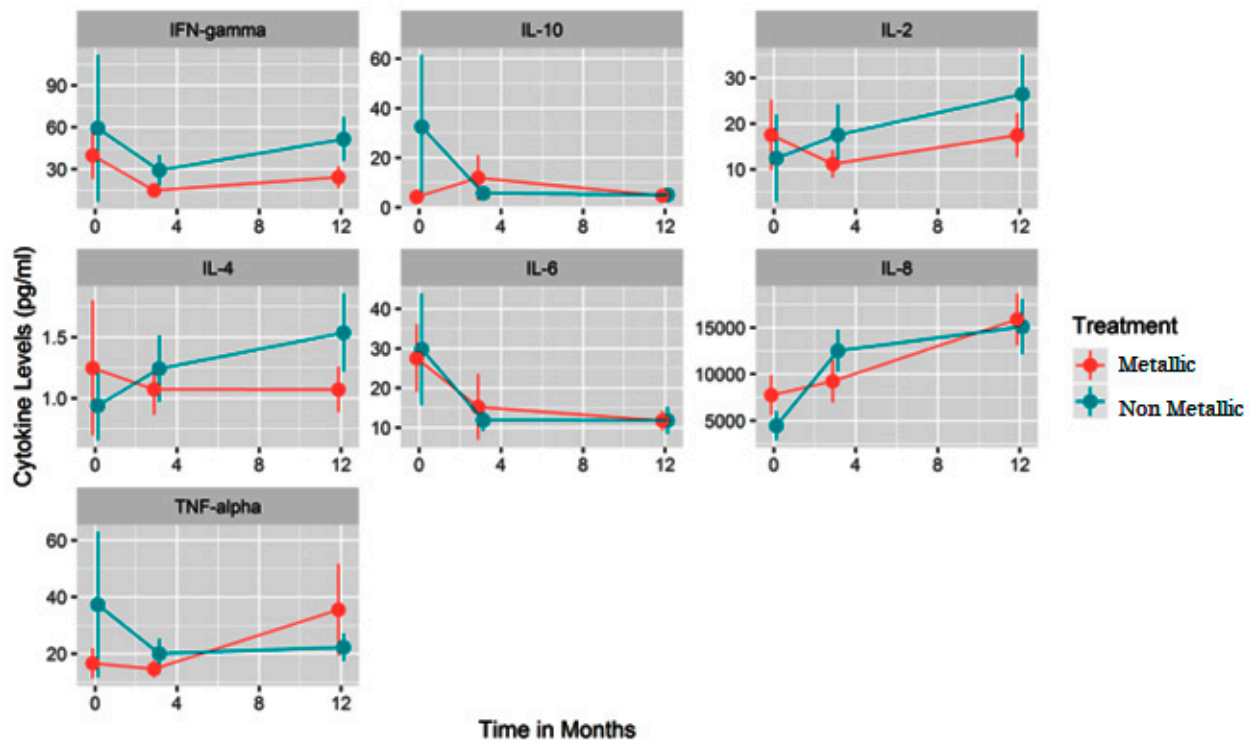 IFN-gamma
IL-10
IL-2
90
60
30
60
40
20
0
30
20
10
0 4 8 12
0 4 8 12
0 4 8 12
Cytokine Levels (pg/ml)
IL-4
IL-6
IL-8
1.5
1.0
40
30
20
10
15000
10000
5000
0 4 8 12
0 4 8 12
0 4 8 12
Treatment
Metallic
Non Metallic
TNF-alpha
60
40
20
0 4 8 12
Time in Months